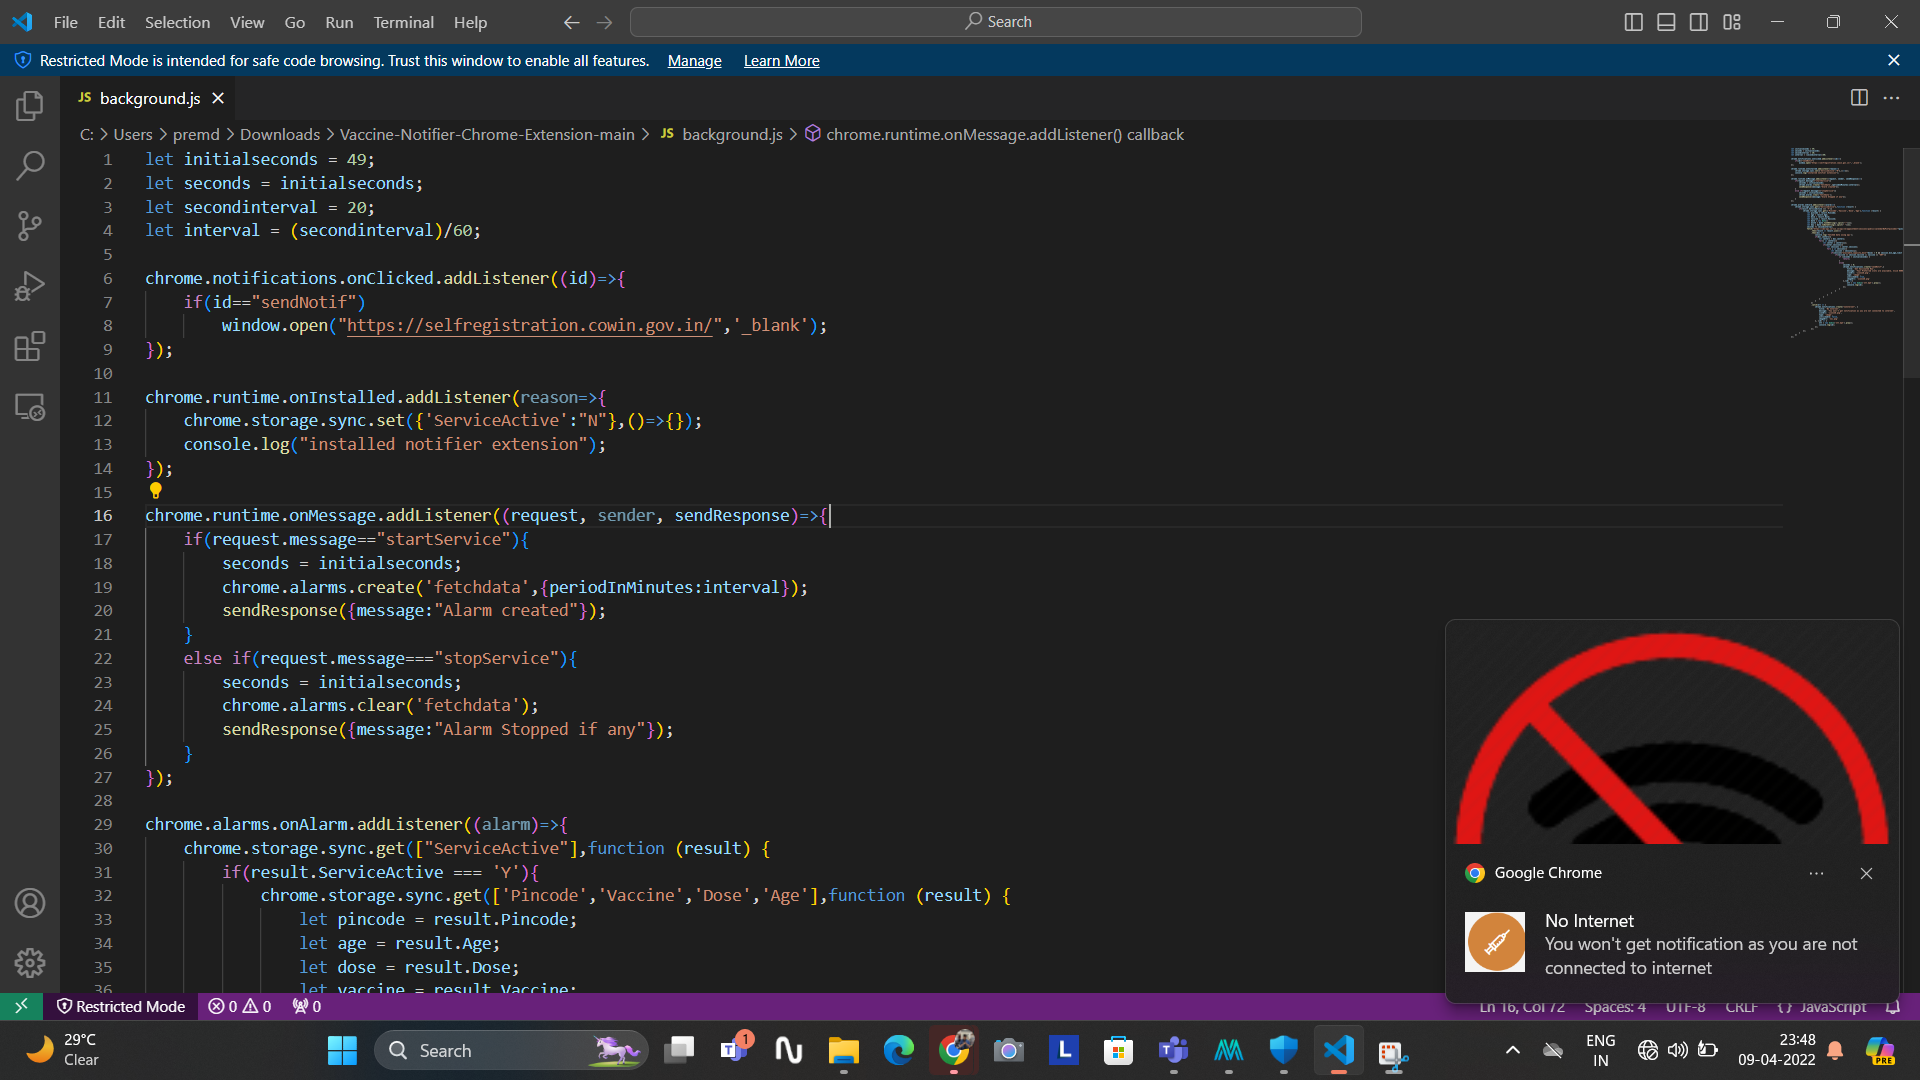 File Edit Selection View Go Run Terminal Help
Search
Restricted Mode is intended for safe code browsing. Trust this window to enable all features. Manage Learn More
JS background.js
C: > Users > premd > Downloads > Vaccine-Notifier-Chrome-Extension-main > JS background.js > chrome.runtime.onMessage.addListener() callback
1 let initialseconds = 49;
2 let seconds = initialseconds;
3 let secondinterval = 20;
4 let interval = (secondinterval)/60;
5
6 chrome.notifications.onClicked.addListener((id)=>{
7 if(id=="sendNotif")
8 window.open("https://selfregistration.cowin.gov.in/",'_blank');
9 });
10
11 chrome.runtime.onInstalled.addListener(reason=>{
12 chrome.storage.sync.set({'ServiceActive':"N"},()=>{});
13 console.log("installed notifier extension");
14 });
15
16 chrome.runtime.onMessage.addListener((request, sender, sendResponse)=>{
17 if(request.message=="startService"){
18 seconds = initialseconds;
19 chrome.alarms.create('fetchdata',{periodInMinutes:interval});
20 sendResponse({message:"Alarm created"});
21 }
22 else if(request.message==="stopService"){
23 seconds = initialseconds;
24 chrome.alarms.clear('fetchdata');
25 sendResponse({message:"Alarm Stopped if any"});
26 }
27 });
28
29 chrome.alarms.onAlarm.addListener((alarm)=>{
30 chrome.storage.sync.get(["ServiceActive"],function (result) {
31 if(result.ServiceActive === 'Y'){
32 chrome.storage.sync.get(['Pincode','Vaccine','Dose','Age'],function (result) {
33 let pincode = result.Pincode;
34 let age = result.Age;
35 let dose = result.Dose;
36 let vaccine = result.Vaccine;
Google Chrome
No Internet
You won't get notification as you are not
connected to internet
Restricted Mode 0 0 0 Ln 16, Col 72 Spaces: 4 UTF-8 CRLF {} JavaScript
29°C
Clear
Search
1
L
PRE
ENG
IN
23:48
09-04-2022